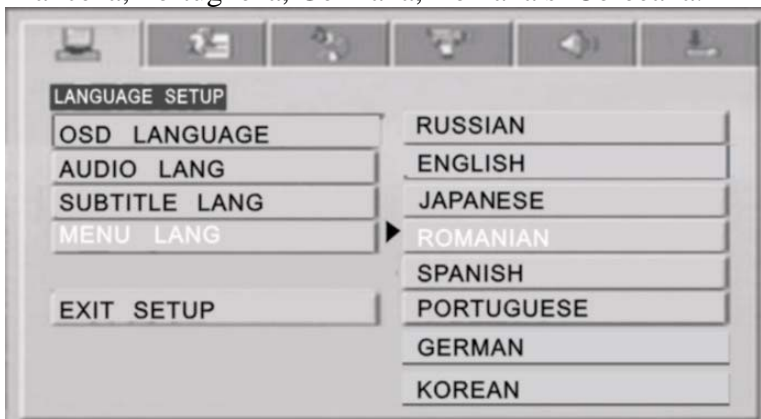 LANGUAGE SETUP
OSD LANGUAGE
AUDIO LANG
SUBTITLE LANG
MENU LANG
EXIT SETUP
RUSSIAN
ENGLISH
JAPANESE
ROMANIAN
SPANISH
PORTUGUESE
GERMAN
KOREAN